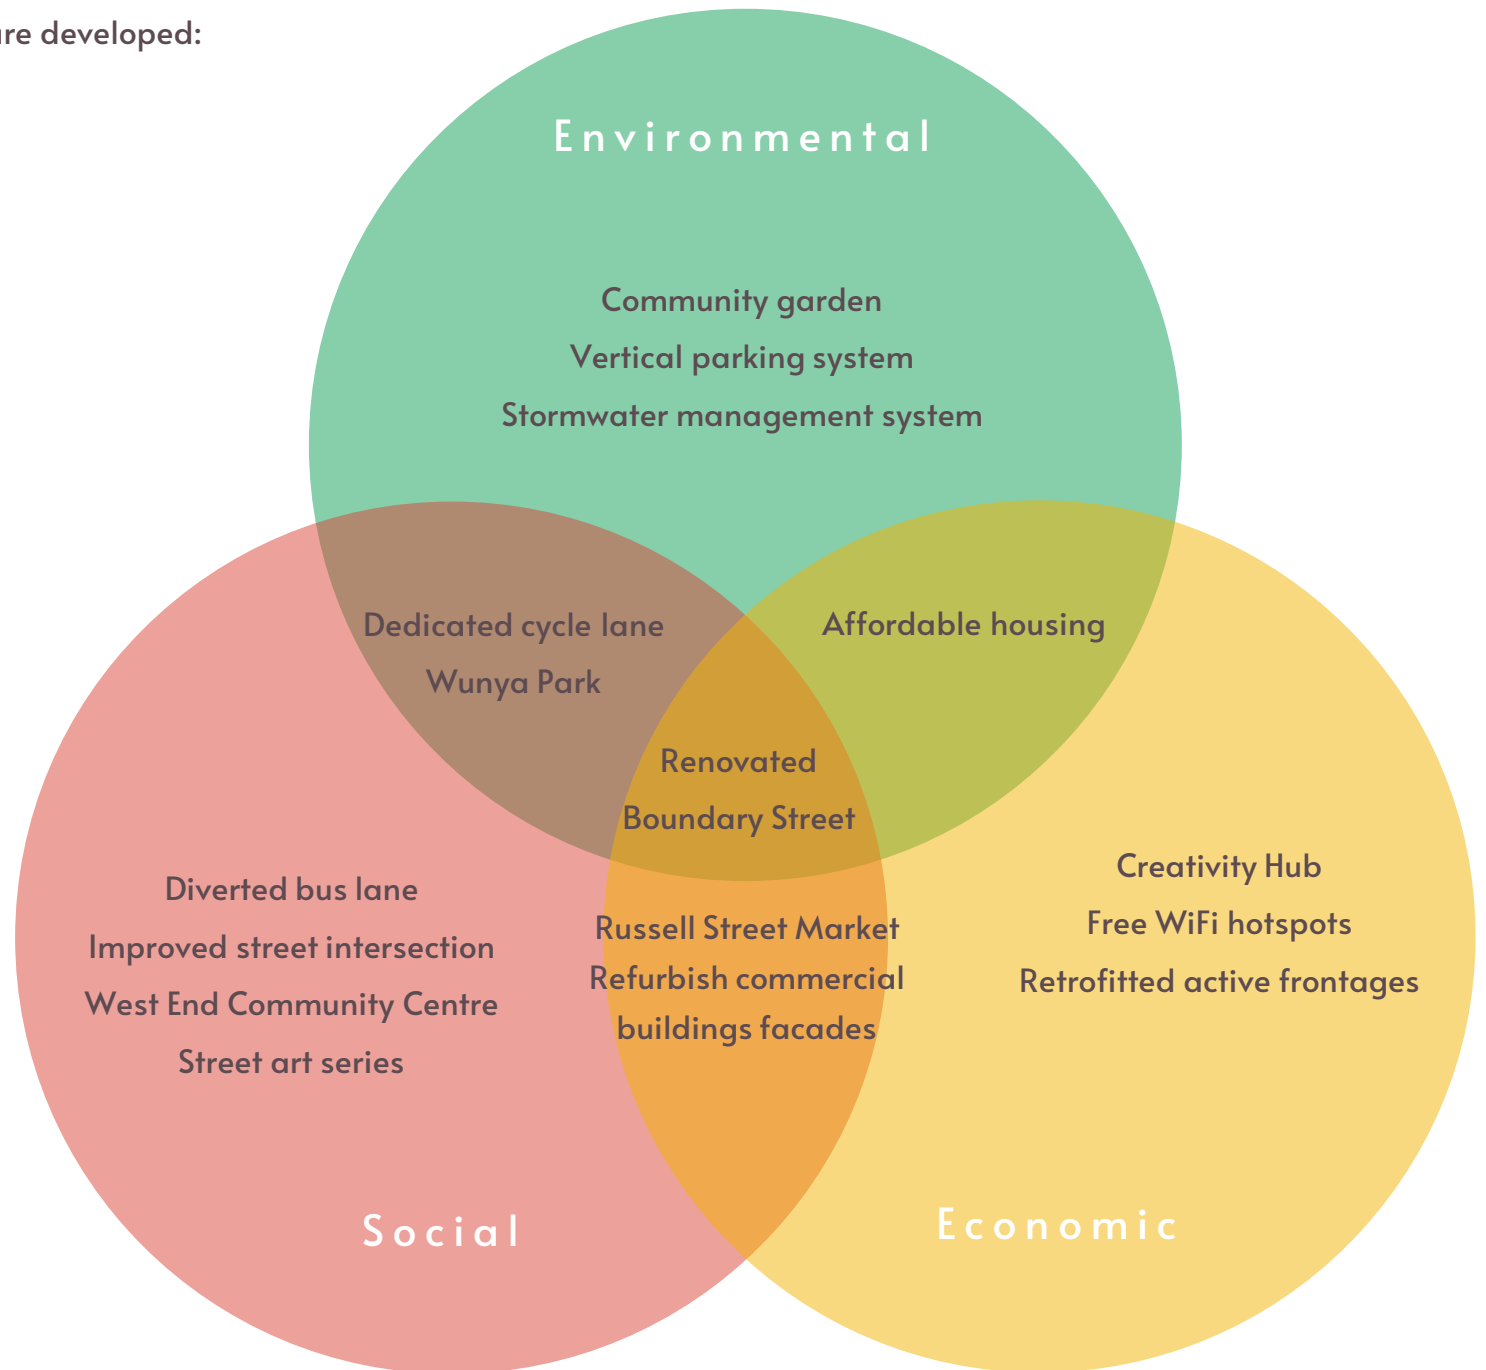 are developed:
Environmental
Community garden
Vertical parking system
Stormwater management system
Dedicated cycle lane
Wunya Park
Affordable housing
Renovated
Boundary Street
Diverted bus lane
Improved street intersection
West End Community Centre
Street art series
Russell Street Market
Refurbish commercial
buildings facades
Creativity Hub
Free WiFi hotspots
Retrofitted active frontages
Social
Economic